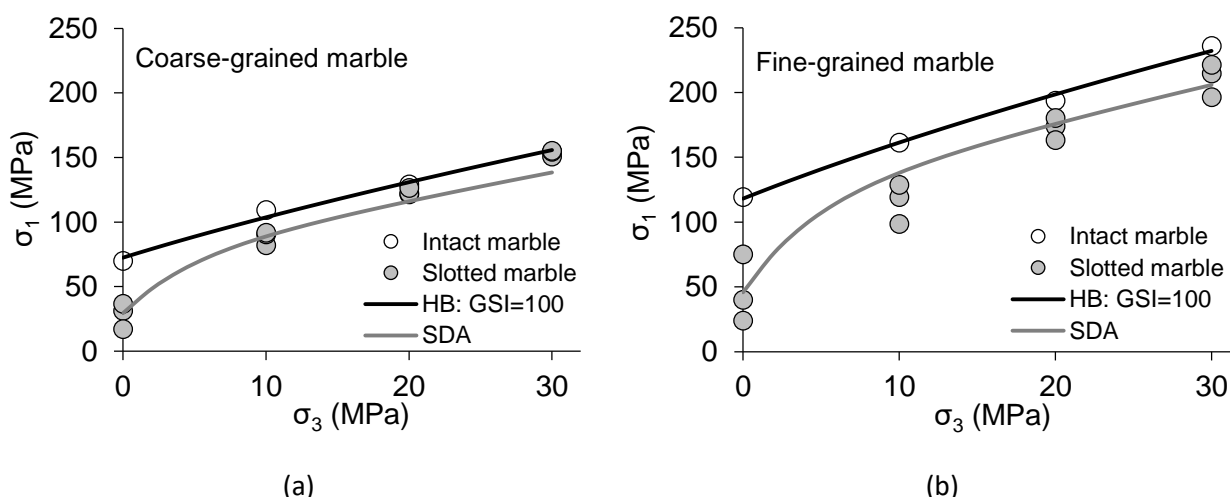 250
200
150
100
50
0
0 10 20 30
σ1 (MPa)
σ3 (MPa)
Coarse-grained marble
Intact marble
Slotted marble
HB: GSI=100
SDA
(a)
250
200
150
100
50
0
0 10 20 30
σ1 (MPa)
σ3 (MPa)
Fine-grained marble
Intact marble
Slotted marble
HB: GSI=100
SDA
(b)